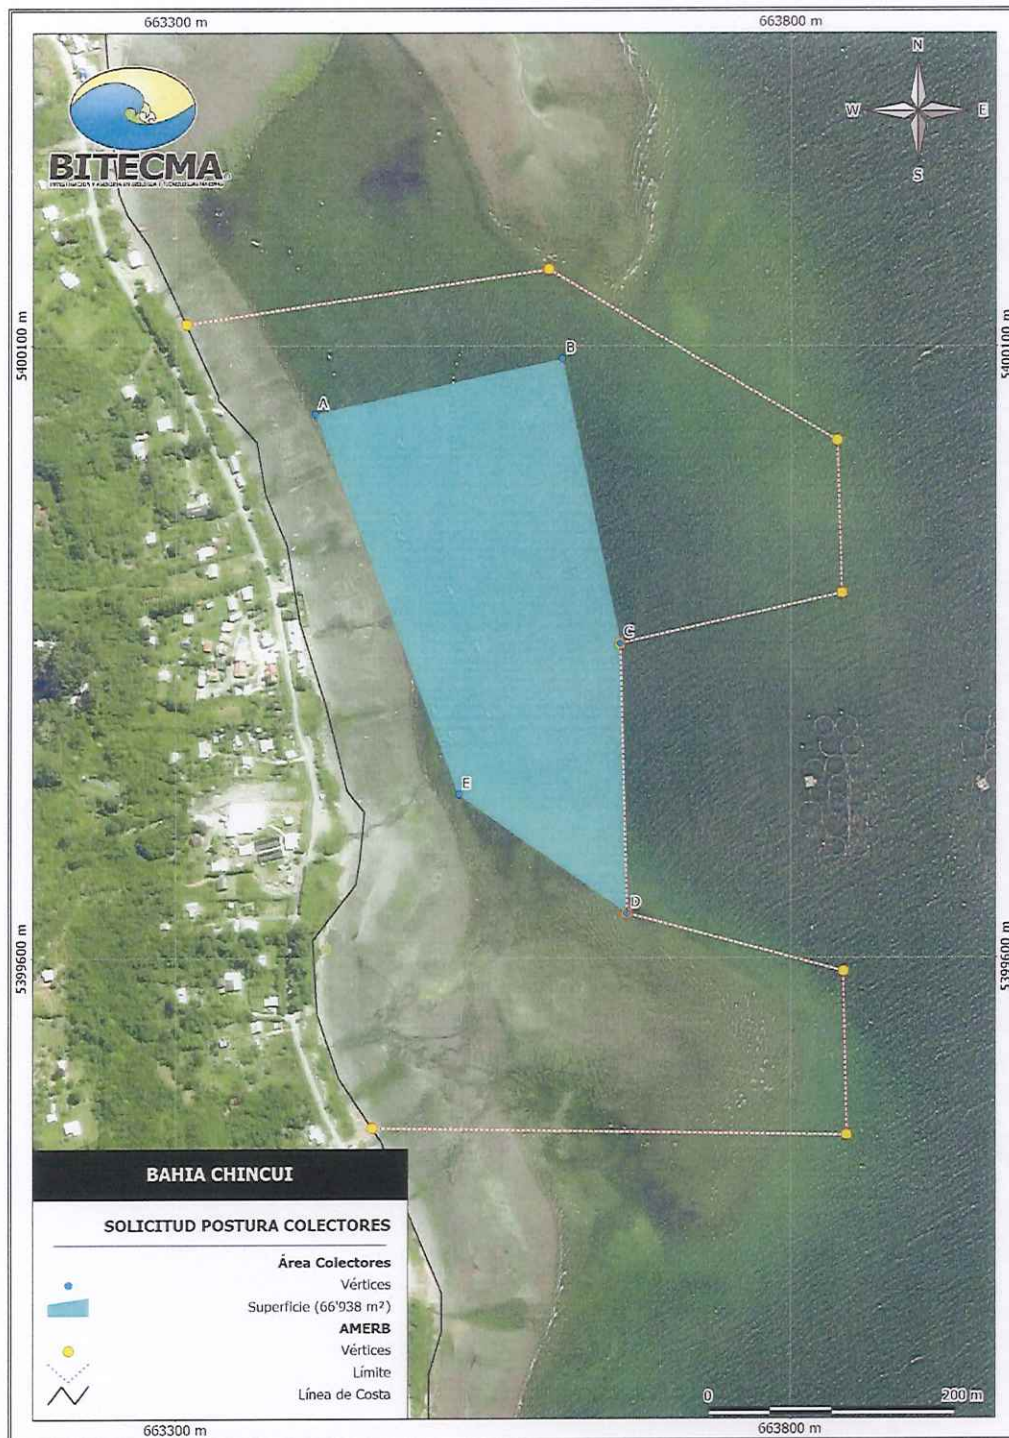 663300 m
663800 m
N
W
E
S
BITECMA
5400100 m
5400100 m
B
A
C
E
D
5399600 m
5399600 m
BAHIA CHINCUI
SOLICITUD POSTURA COLECTORES
Área Colectores
Vértices
Superficie (66'938 m²)
AMERB
Vértices
Límite
Línea de Costa
0
200 m
663300 m
663800 m